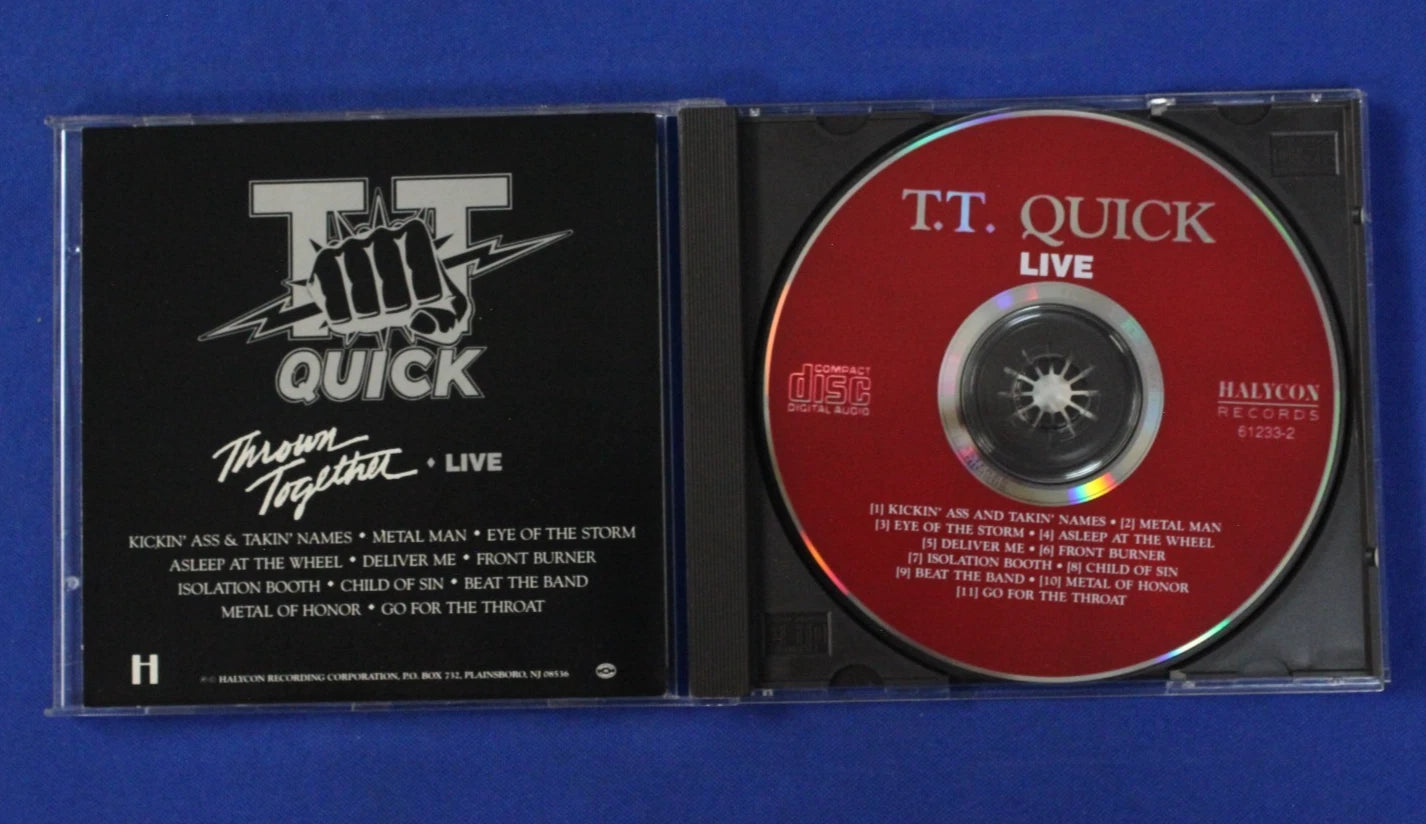 T.T.
QUICK
Thrown
Together • LIVE
KICKIN' ASS & TAKIN' NAMES • METAL MAN • EYE OF THE STORM
ASLEEP AT THE WHEEL • DELIVER ME • FRONT BURNER
ISOLATION BOOTH • CHILD OF SIN • BEAT THE BAND
METAL OF HONOR • GO FOR THE THROAT
H
℗© HALYCON RECORDING CORPORATION, P.O. BOX 732, PLAINSBORO, NJ 08536
T.T. QUICK
LIVE
COMPACT
disc
DIGITAL AUDIO
HALYCON
RECORDS
61233-2
[1] KICKIN' ASS AND TAKIN' NAMES • [2] METAL MAN
[3] EYE OF THE STORM • [4] ASLEEP AT THE WHEEL
[5] DELIVER ME • [6] FRONT BURNER
[7] ISOLATION BOOTH • [8] CHILD OF SIN
[9] BEAT THE BAND • [10] METAL OF HONOR
[11] GO FOR THE THROAT